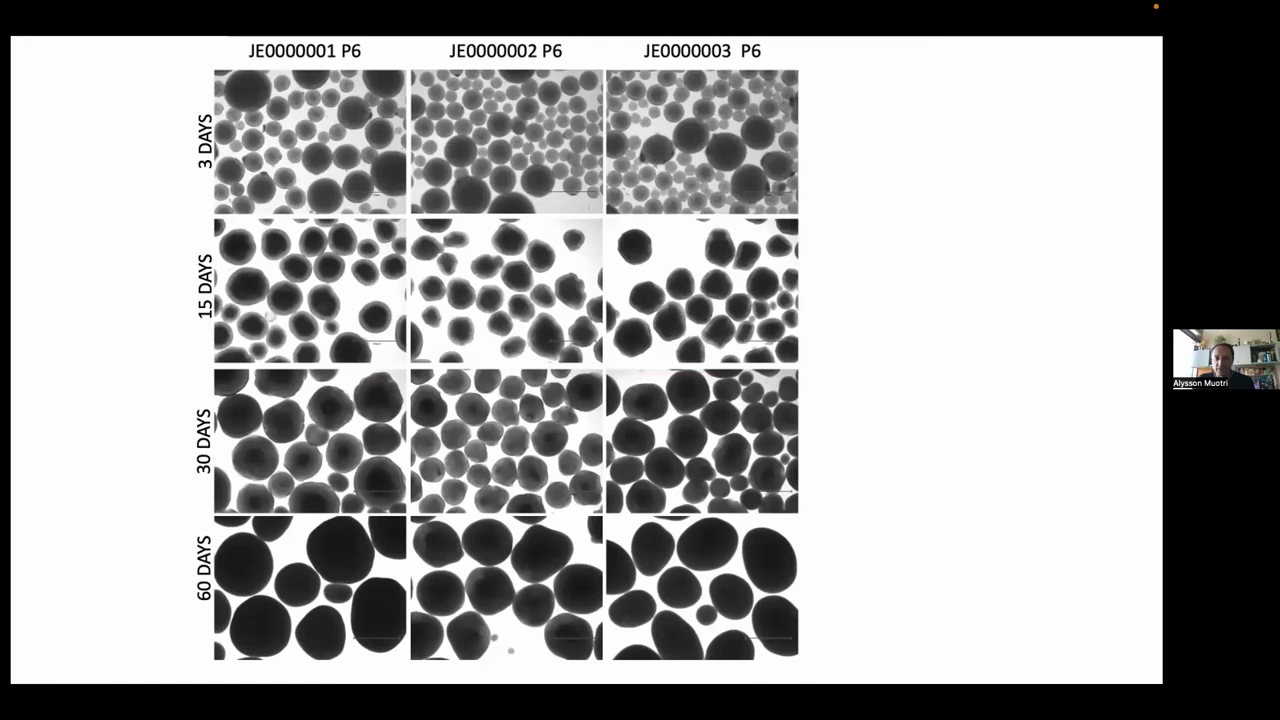 JE0000001 P6
JE0000002 P6
JE0000003 P6
3 DAYS
15 DAYS
30 DAYS
60 DAYS
Alysson Muotri